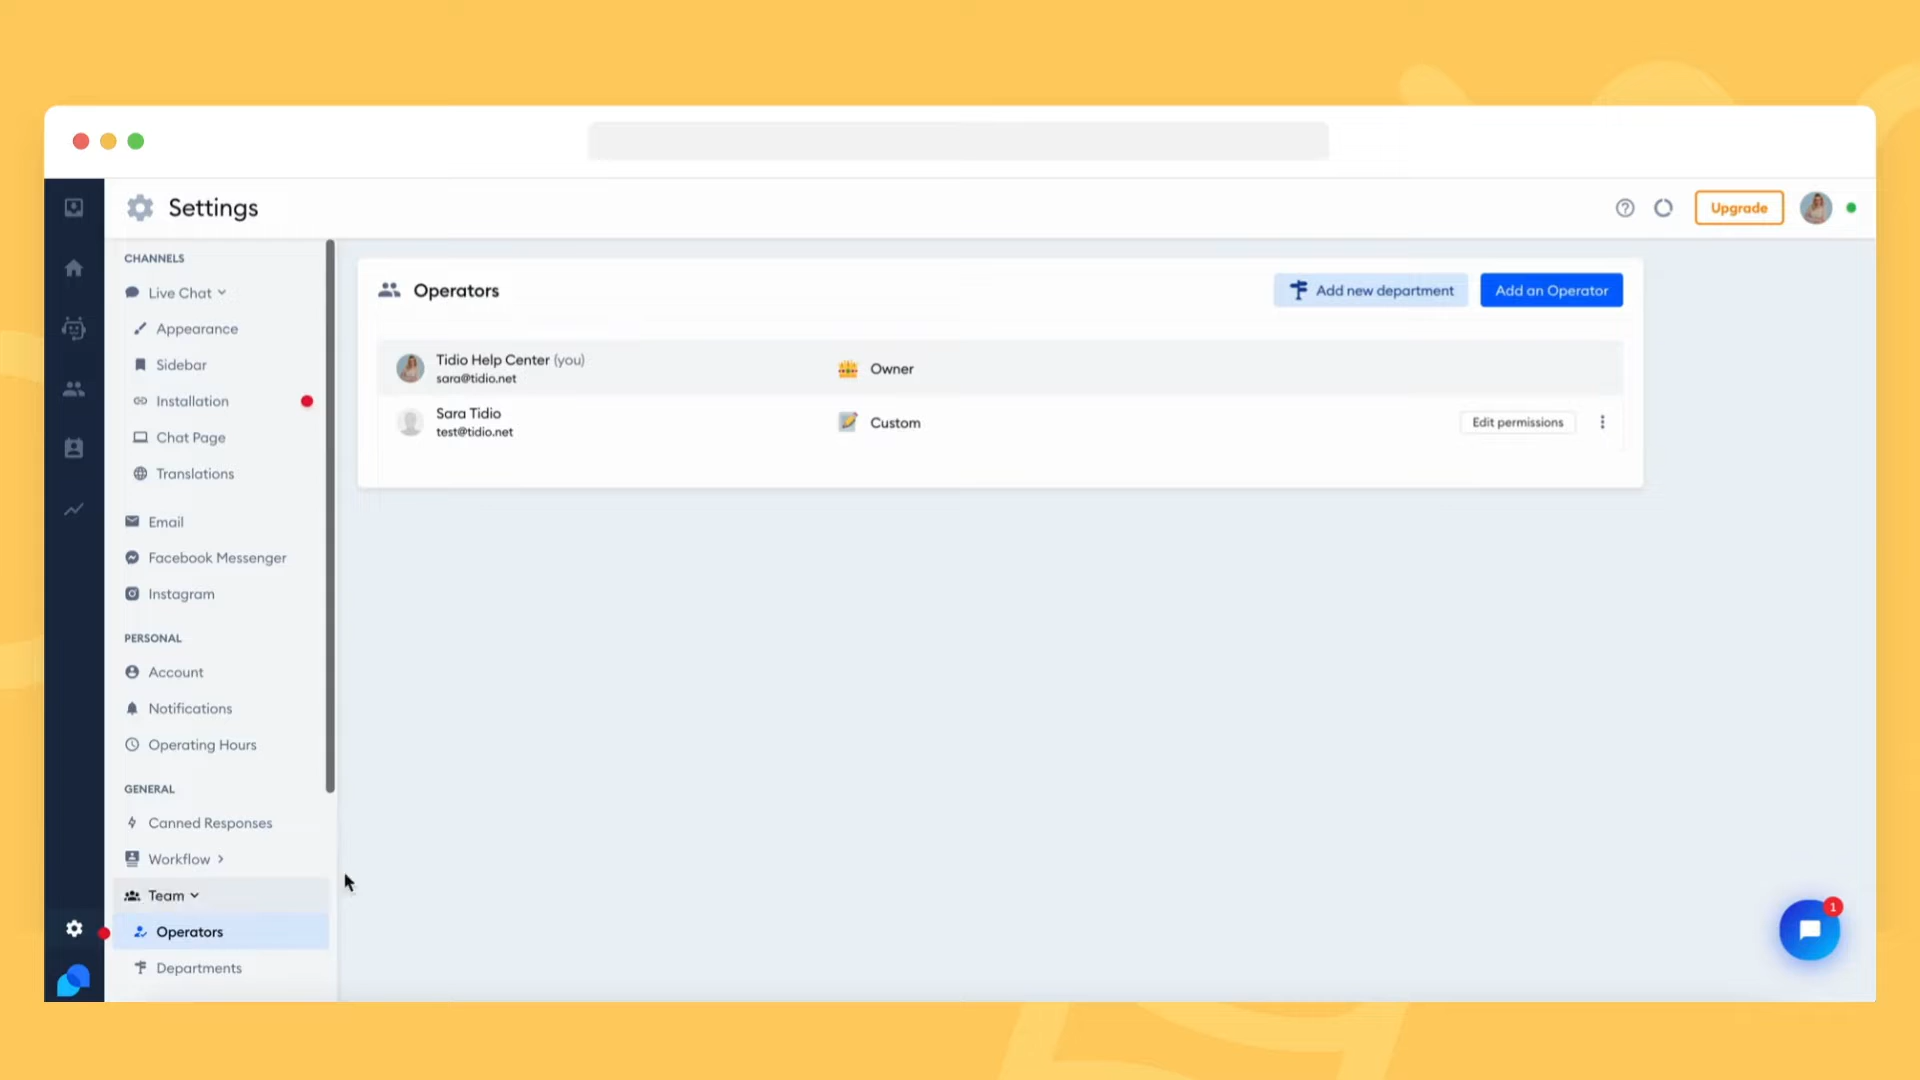 Settings
Upgrade
CHANNELS
Live Chat
Appearance
Sidebar
Installation
Chat Page
Translations
Email
Facebook Messenger
Instagram
PERSONAL
Account
Notifications
Operating Hours
GENERAL
Canned Responses
Workflow
Team
Operators
Departments
Operators
Add new department
Add an Operator
Tidio Help Center (you)
sara@tidio.net
Owner
Sara Tidio
test@tidio.net
Custom
Edit permissions
1